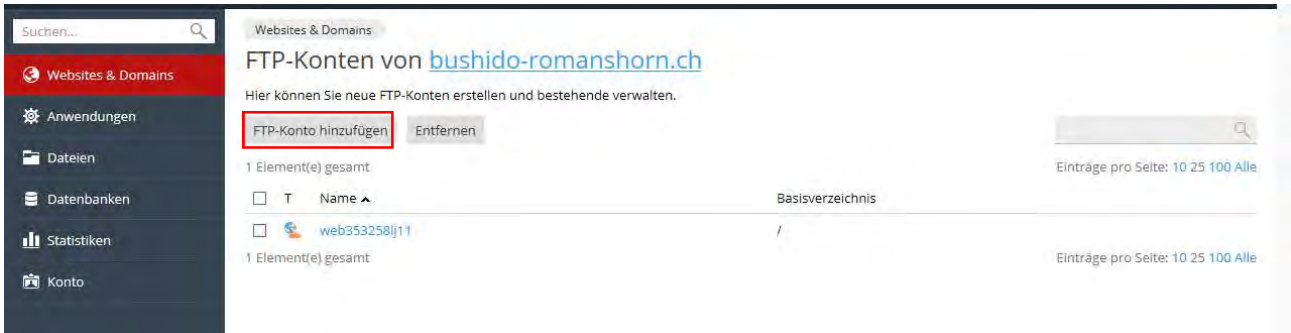 Suchen...
Websites & Domains
Anwendungen
Dateien
Datenbanken
Statistiken
Konto
Websites & Domains
FTP-Konten von bushido-romanshorn.ch
Hier können Sie neue FTP-Konten erstellen und bestehende verwalten.
FTP-Konto hinzufügen Entfernen
1 Element(e) gesamt Einträge pro Seite: 10 25 100 Alle
T Name Basisverzeichnis
web353258lj11 /
1 Element(e) gesamt Einträge pro Seite: 10 25 100 Alle